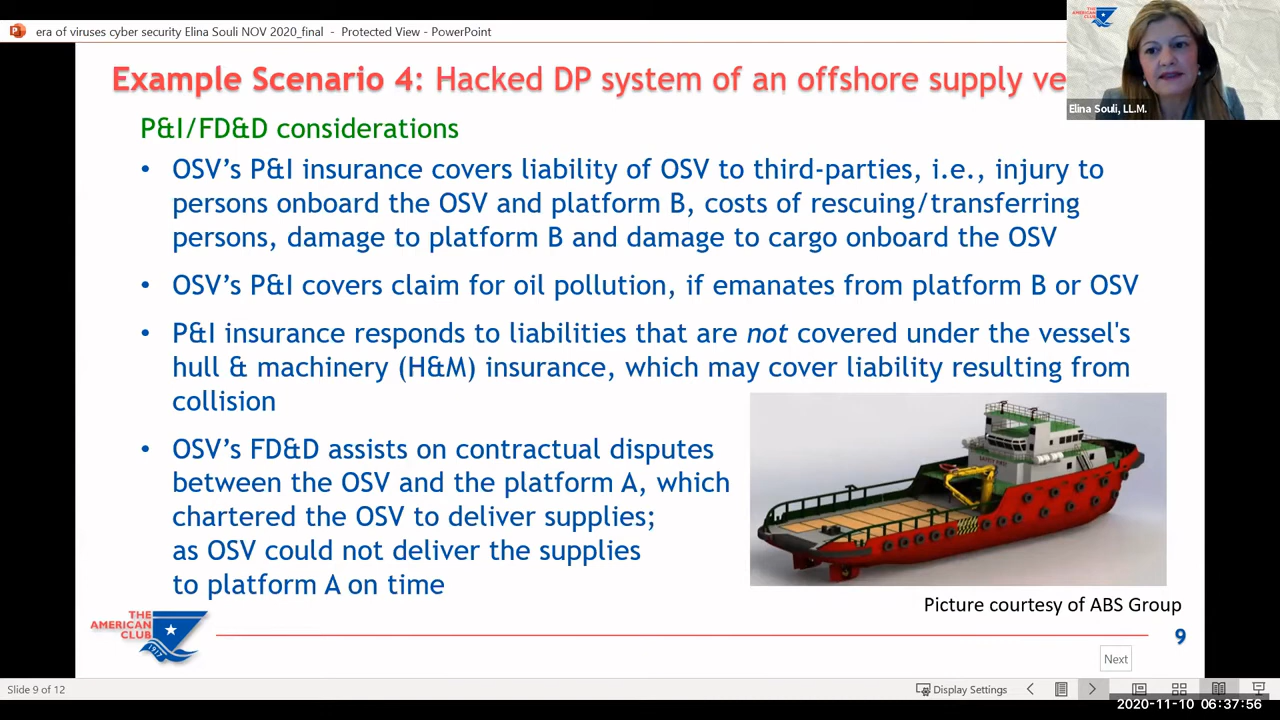 era of viruses cyber security Elina Souli NOV 2020_final - Protected View - PowerPoint
THE
AMERICAN
CLUB
Elina Souli, LL.M.
Example Scenario 4: Hacked DP system of an offshore supply ve
P&I/FD&D considerations
• OSV’s P&I insurance covers liability of OSV to third-parties, i.e., injury to
persons onboard the OSV and platform B, costs of rescuing/transferring
persons, damage to platform B and damage to cargo onboard the OSV
• OSV’s P&I covers claim for oil pollution, if emanates from platform B or OSV
• P&I insurance responds to liabilities that are not covered under the vessel's
hull & machinery (H&M) insurance, which may cover liability resulting from
collision
• OSV’s FD&D assists on contractual disputes
between the OSV and the platform A, which
chartered the OSV to deliver supplies;
as OSV could not deliver the supplies
to platform A on time
Picture courtesy of ABS Group
THE
AMERICAN
CLUB
1917
9
Next
Slide 9 of 12
Display Settings
2020-11-10 06:37:56